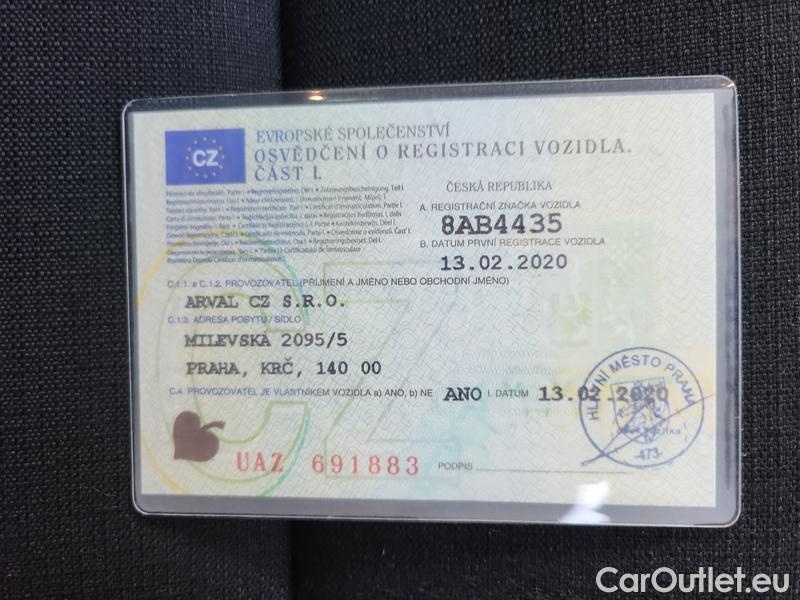 CZ
EVROPSKÉ SPOLEČENSTVÍ
OSVĚDČENÍ O REGISTRACI VOZIDLA.
ČÁST I.
ČESKÁ REPUBLIKA
A. REGISTRAČNÍ ZNAČKA VOZIDLA
8AB4435
B. DATUM PRVNÍ REGISTRACE VOZIDLA
13.02.2020
C.1.1. a C.1.2. PROVOZOVATEL (PŘÍJMENÍ A JMÉNO NEBO OBCHODNÍ JMÉNO)
ARVAL CZ S.R.O.
C.1.3. ADRESA POBYTU / SÍDLO
MILEVSKÁ 2095/5
PRAHA, KRČ, 140 00
C.4. PROVOZOVATEL JE VLASTNÍKEM VOZIDLA a) ANO, b) NE ANO I. DATUM 13.02.2020
HLAVNÍ MĚSTO PRAHA
-473-
UAZ 691883
PODPIS
CarOutlet.eu